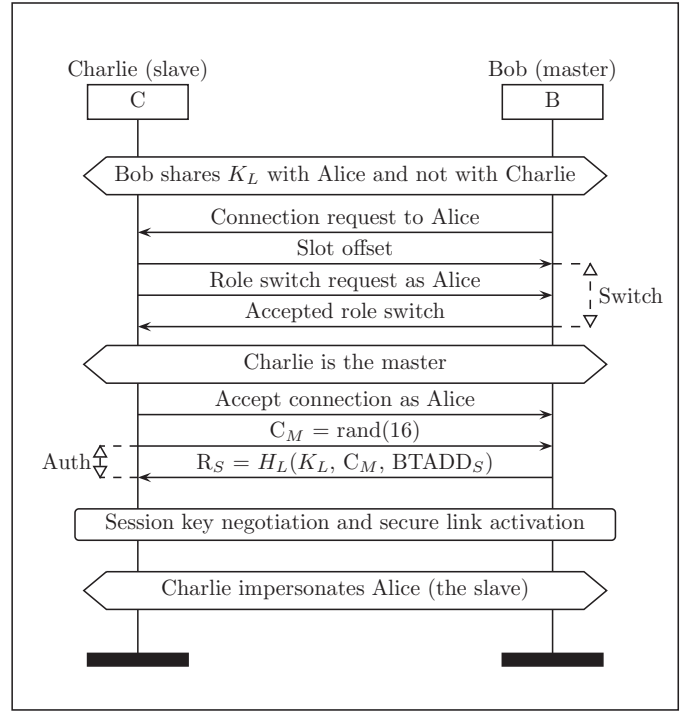 Charlie (slave) Bob (master)
C B
Bob shares K_L with Alice and not with Charlie
Connection request to Alice
Slot offset
Role switch request as Alice
Switch
Accepted role switch
Charlie is the master
Accept connection as Alice
C_M = rand(16)
Auth
R_S = H_L(K_L, C_M, BTADD_S)
Session key negotiation and secure link activation
Charlie impersonates Alice (the slave)